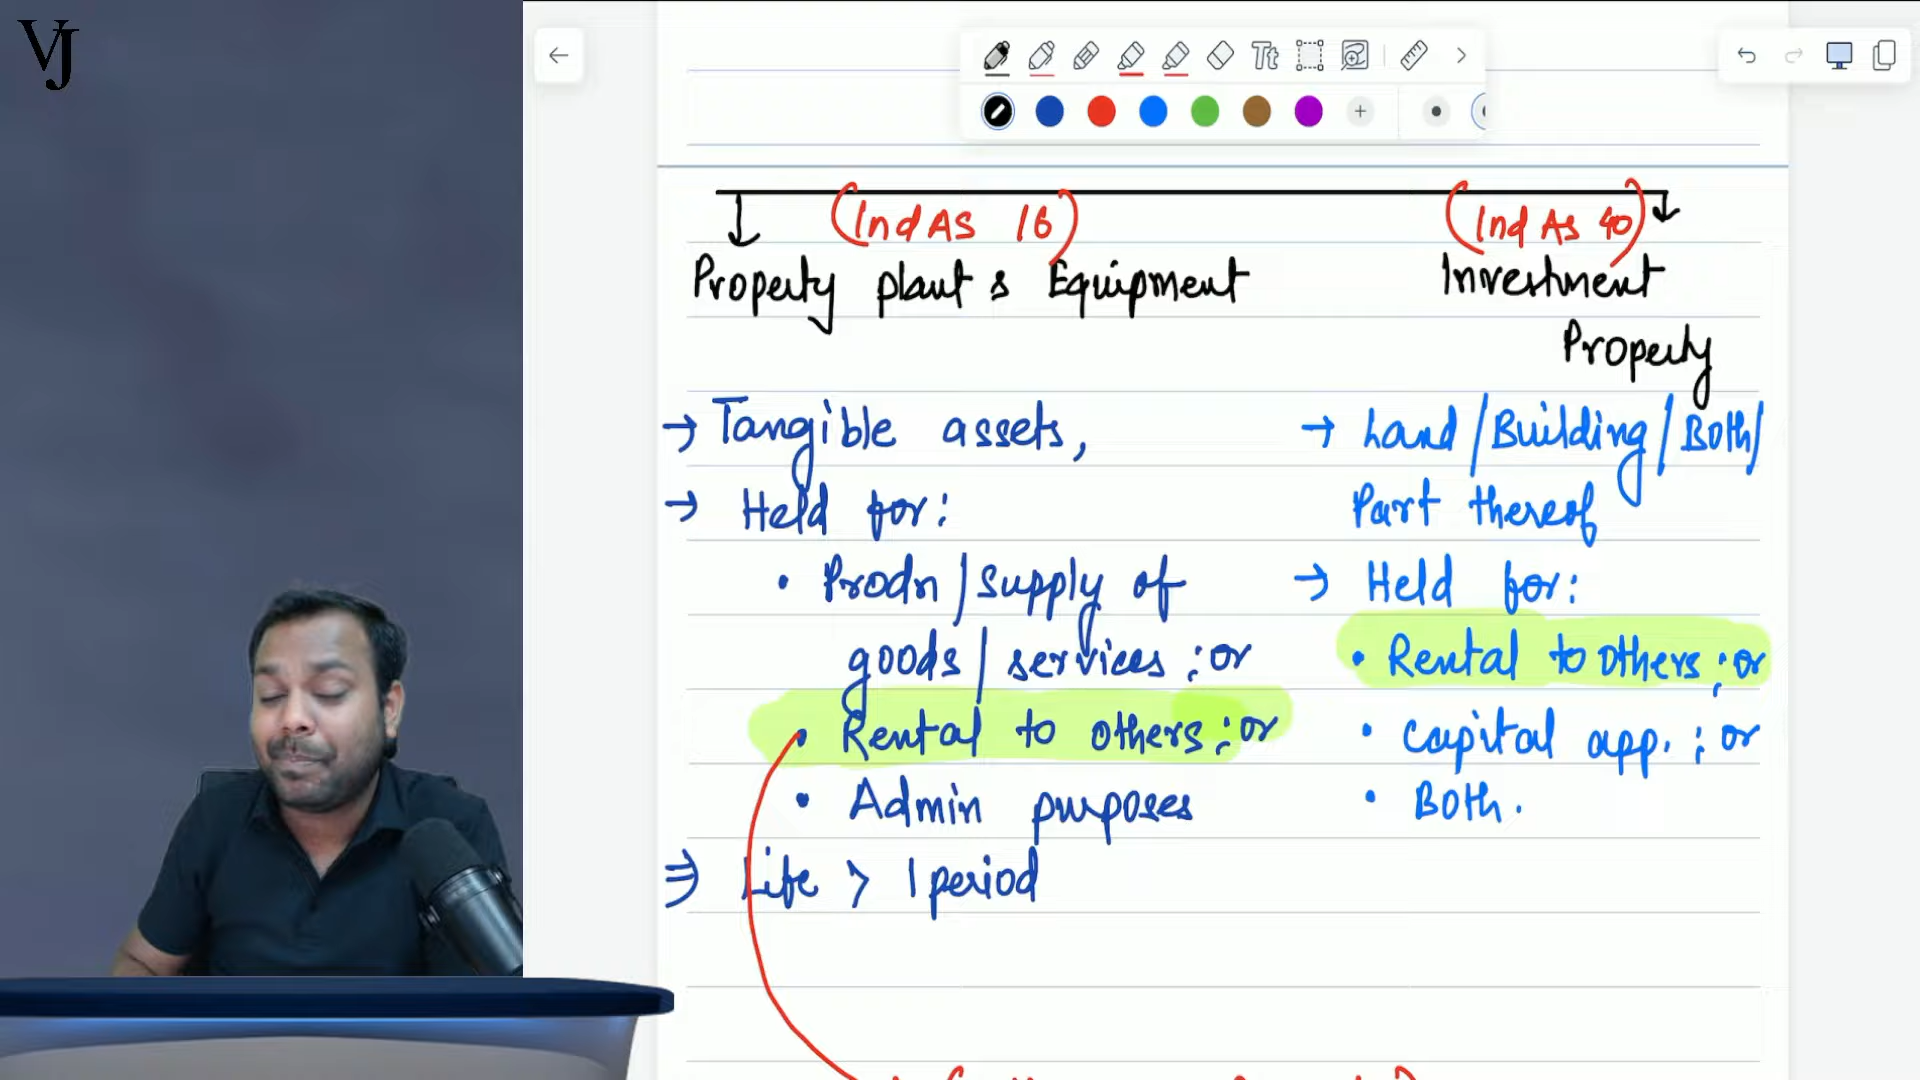 VJ
(Ind AS 16)
(Ind As 40)
Property plant & Equipment
Investment
Property
→ Tangible assets,
→ Land/Building/Both/
→ Held for:
Part thereof
• Prodn/supply of
→ Held for:
goods/services ; or
• Rental to others ; or
• Rental to others ; or
• Capital app. ; or
• Admin purposes
• Both.
⇒ Life > 1 period